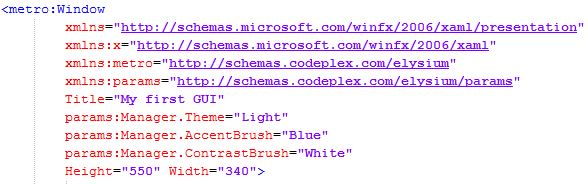 <metro:Window
xmlns="http://schemas.microsoft.com/winfx/2006/xaml/presentation"
xmlns:x="http://schemas.microsoft.com/winfx/2006/xaml"
xmlns:metro="http://schemas.codeplex.com/elysium"
xmlns:params="http://schemas.codeplex.com/elysium/params"
Title="My first GUI"
params:Manager.Theme="Light"
params:Manager.AccentBrush="Blue"
params:Manager.ContrastBrush="White"
Height="550" Width="340">